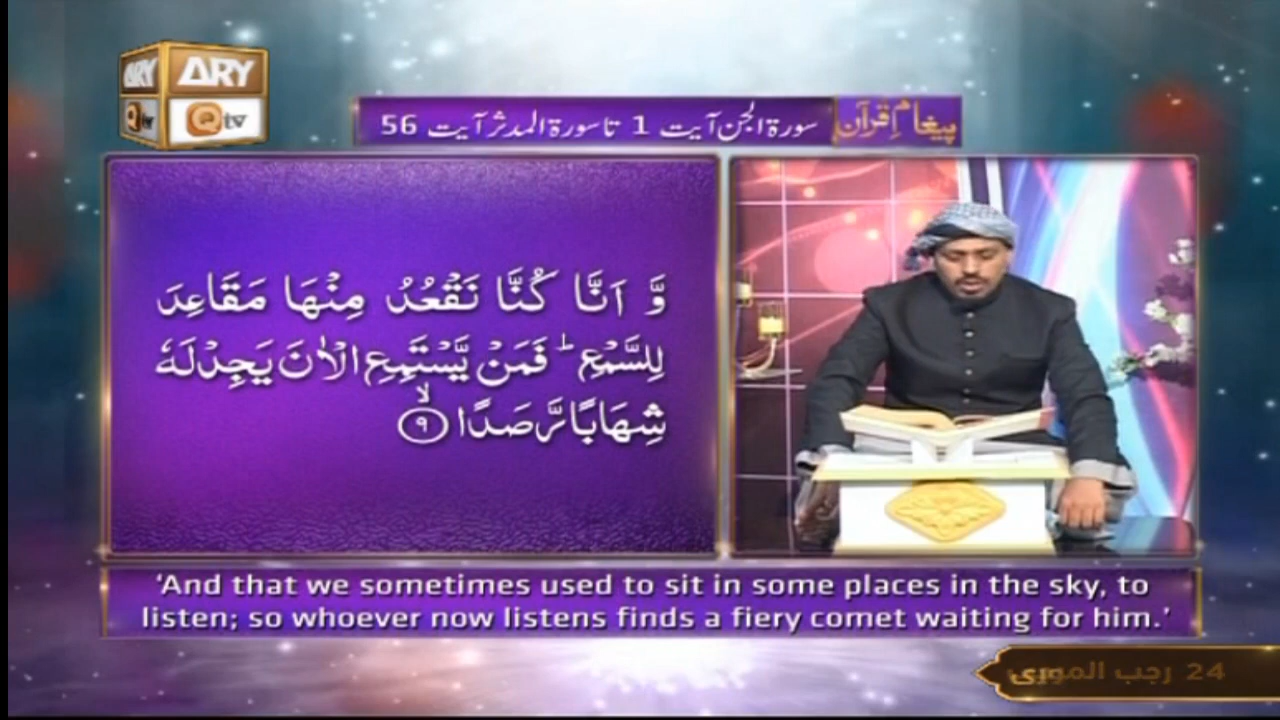 ARY ARY
Q tv Q tv
پیغامِ قرآن
سورۃ الجن آیت 1 تا سورۃ المدثر آیت 56
وَّ اَنَّا كُنَّا نَقْعُدُ مِنْهَا مَقَاعِدَ
لِلسَّمْعِ ؕ فَمَنْ يَّسْتَمِعِ الْاٰنَ يَجِدْ لَهٗ
شِهَابًا رَّصَدًا ۙ﴿۹﴾
‘And that we sometimes used to sit in some places in the sky, to
listen; so whoever now listens finds a fiery comet waiting for him.’
24 رجب